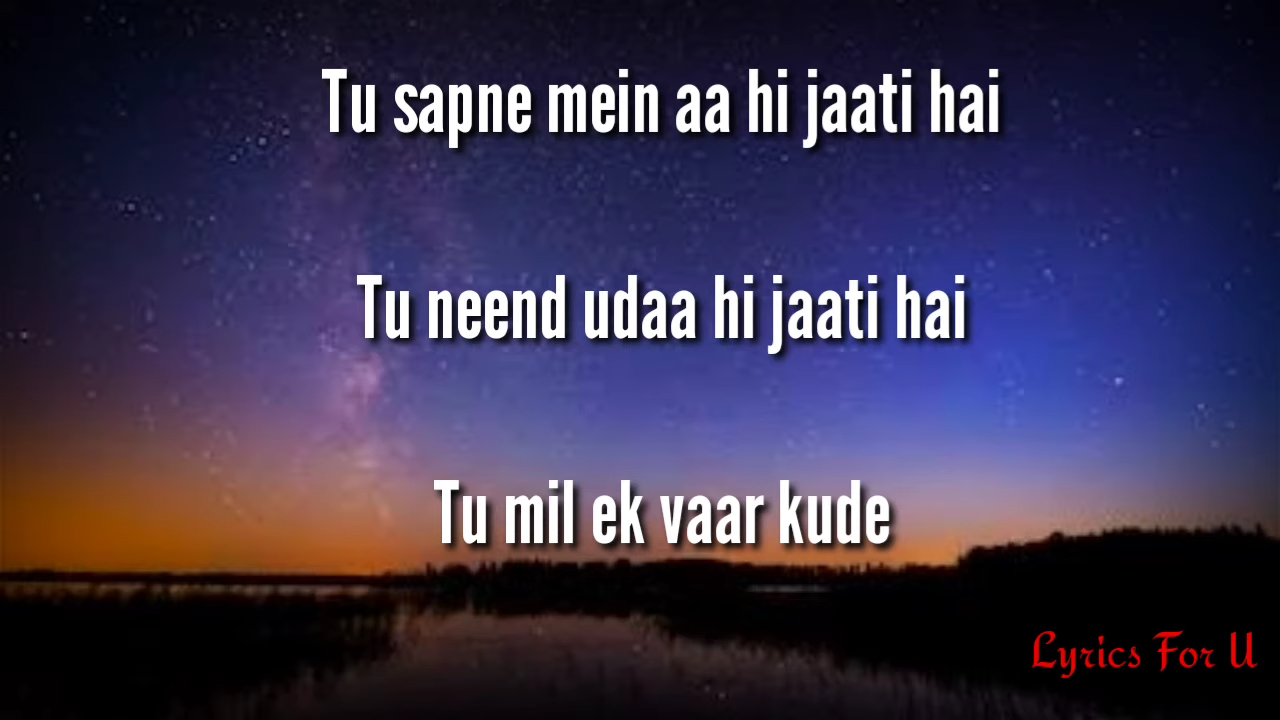 Tu sapne mein aa hi jaati hai
Tu neend udaa hi jaati hai
Tu mil ek vaar kude
Lyrics For U